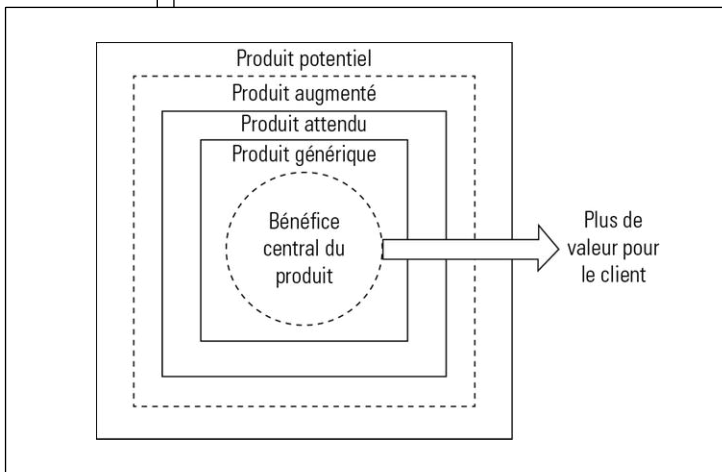 Produit potentiel
Produit augmenté
Produit attendu
Produit générique
Bénéfice
central du
produit
Plus de
valeur pour
le client